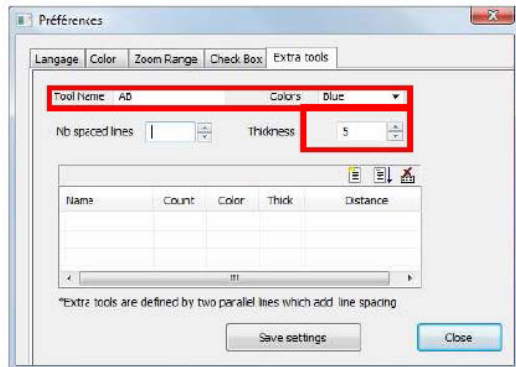 Préférences
Langage Color Zoom Range Check Box Extra tools
Tool Name AB Colors Blue
Nb spaced lines Thickness 5
Name Count Color Thick Distance
*Extra tools are defined by two parallel lines which add line spacing
Save settings Close